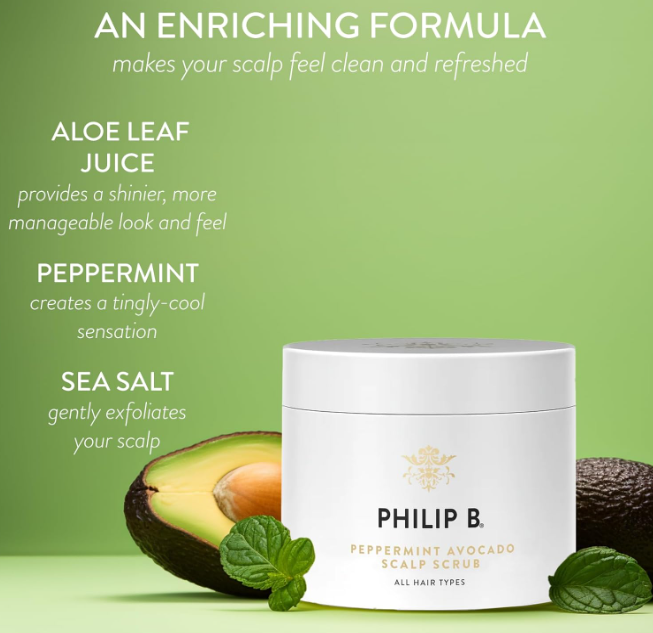 AN ENRICHING FORMULA
makes your scalp feel clean and refreshed
ALOE LEAF
JUICE
provides a shinier, more
manageable look and feel
PEPPERMINT
creates a tingly-cool
sensation
SEA SALT
gently exfoliates
your scalp
PHILIP B®
PEPPERMINT AVOCADO
SCALP SCRUB
ALL HAIR TYPES